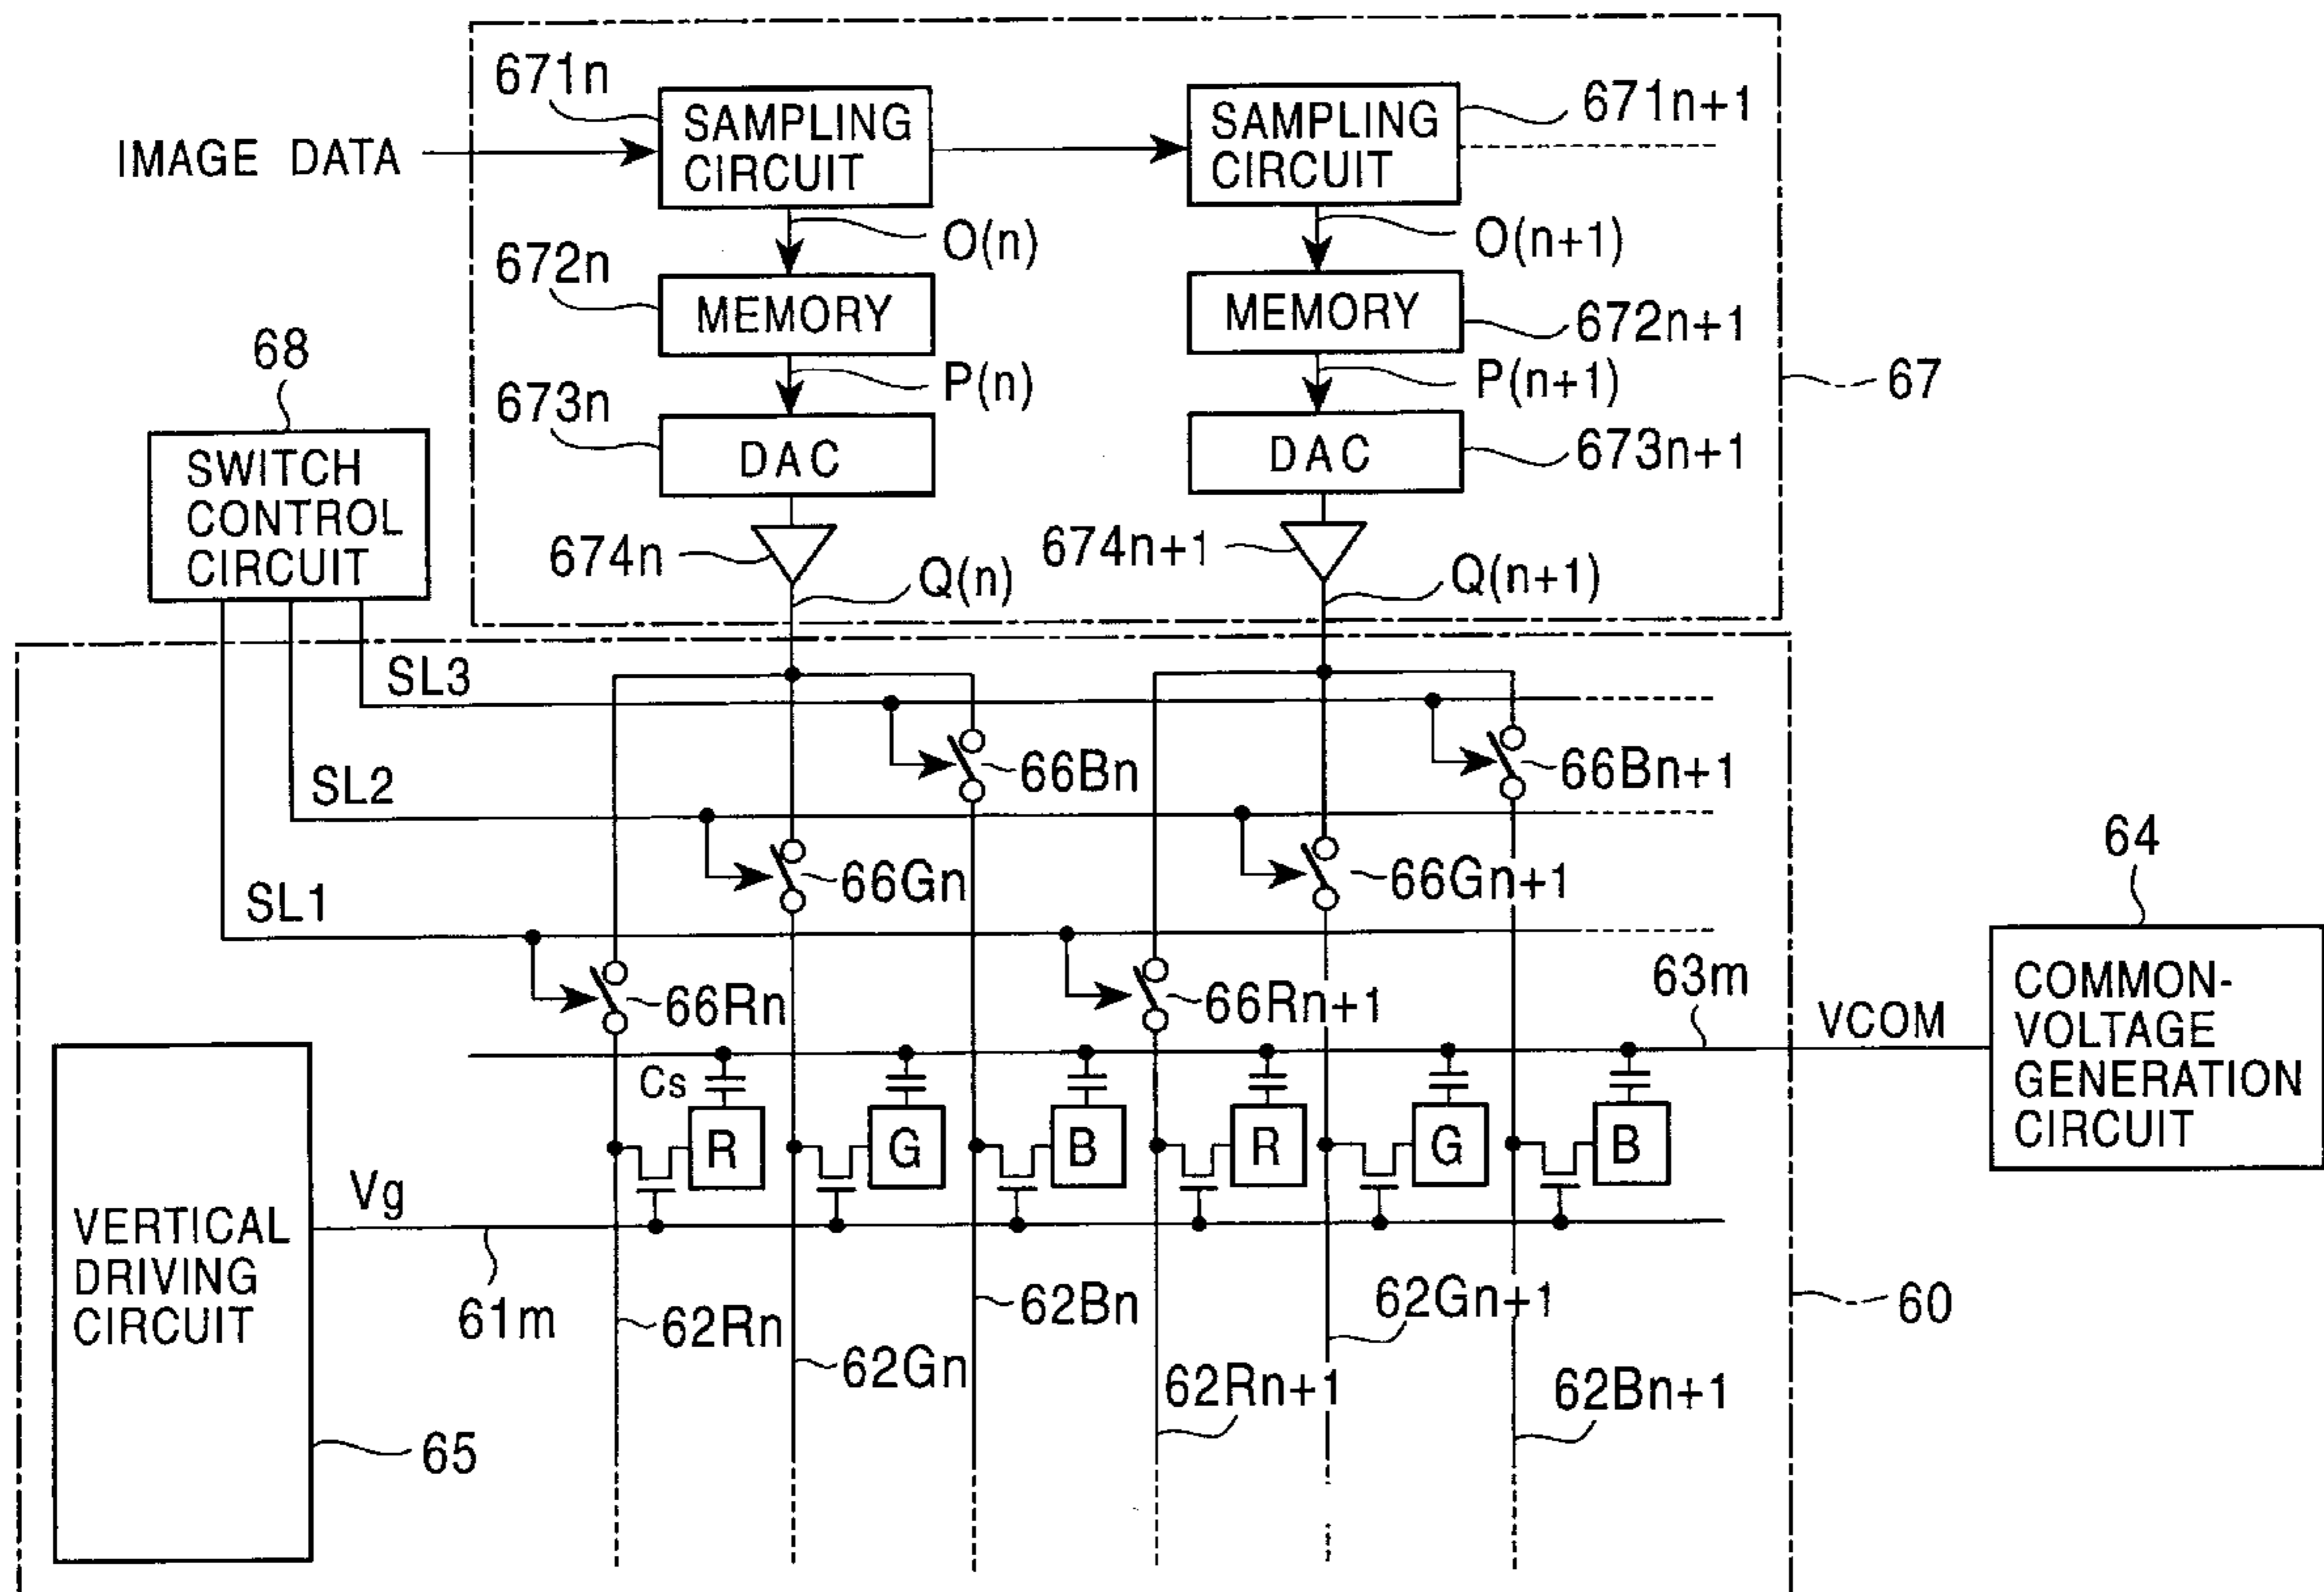 671n
SAMPLING CIRCUIT
SAMPLING CIRCUIT
671n+1
IMAGE DATA
O(n)
O(n+1)
672n
MEMORY
MEMORY
672n+1
68
P(n)
P(n+1)
67
673n
DAC
DAC
673n+1
SWITCH CONTROL CIRCUIT
674n
674n+1
Q(n)
Q(n+1)
SL3
66Bn
66Bn+1
SL2
66Gn
66Gn+1
64
SL1
66Rn
66Rn+1
63m
VCOM
COMMON-VOLTAGE GENERATION CIRCUIT
Cs
R
G
B
R
G
B
Vg
VERTICAL DRIVING CIRCUIT
61m
62Rn
62Gn
62Bn
62Rn+1
62Gn+1
62Bn+1
60
65